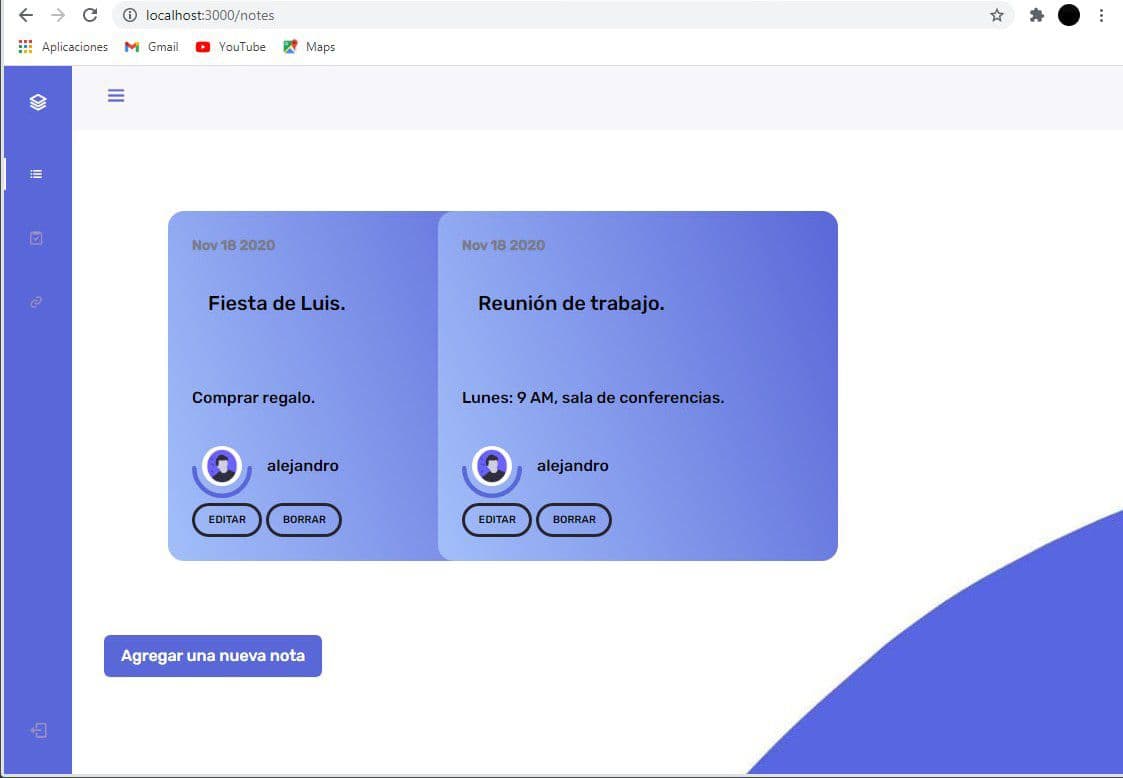 localhost:3000/notes
Aplicaciones Gmail YouTube Maps
Nov 18 2020
Fiesta de Luis.
Comprar regalo.
alejandro
EDITAR BORRAR
Nov 18 2020
Reunión de trabajo.
Lunes: 9 AM, sala de conferencias.
alejandro
EDITAR BORRAR
Agregar una nueva nota